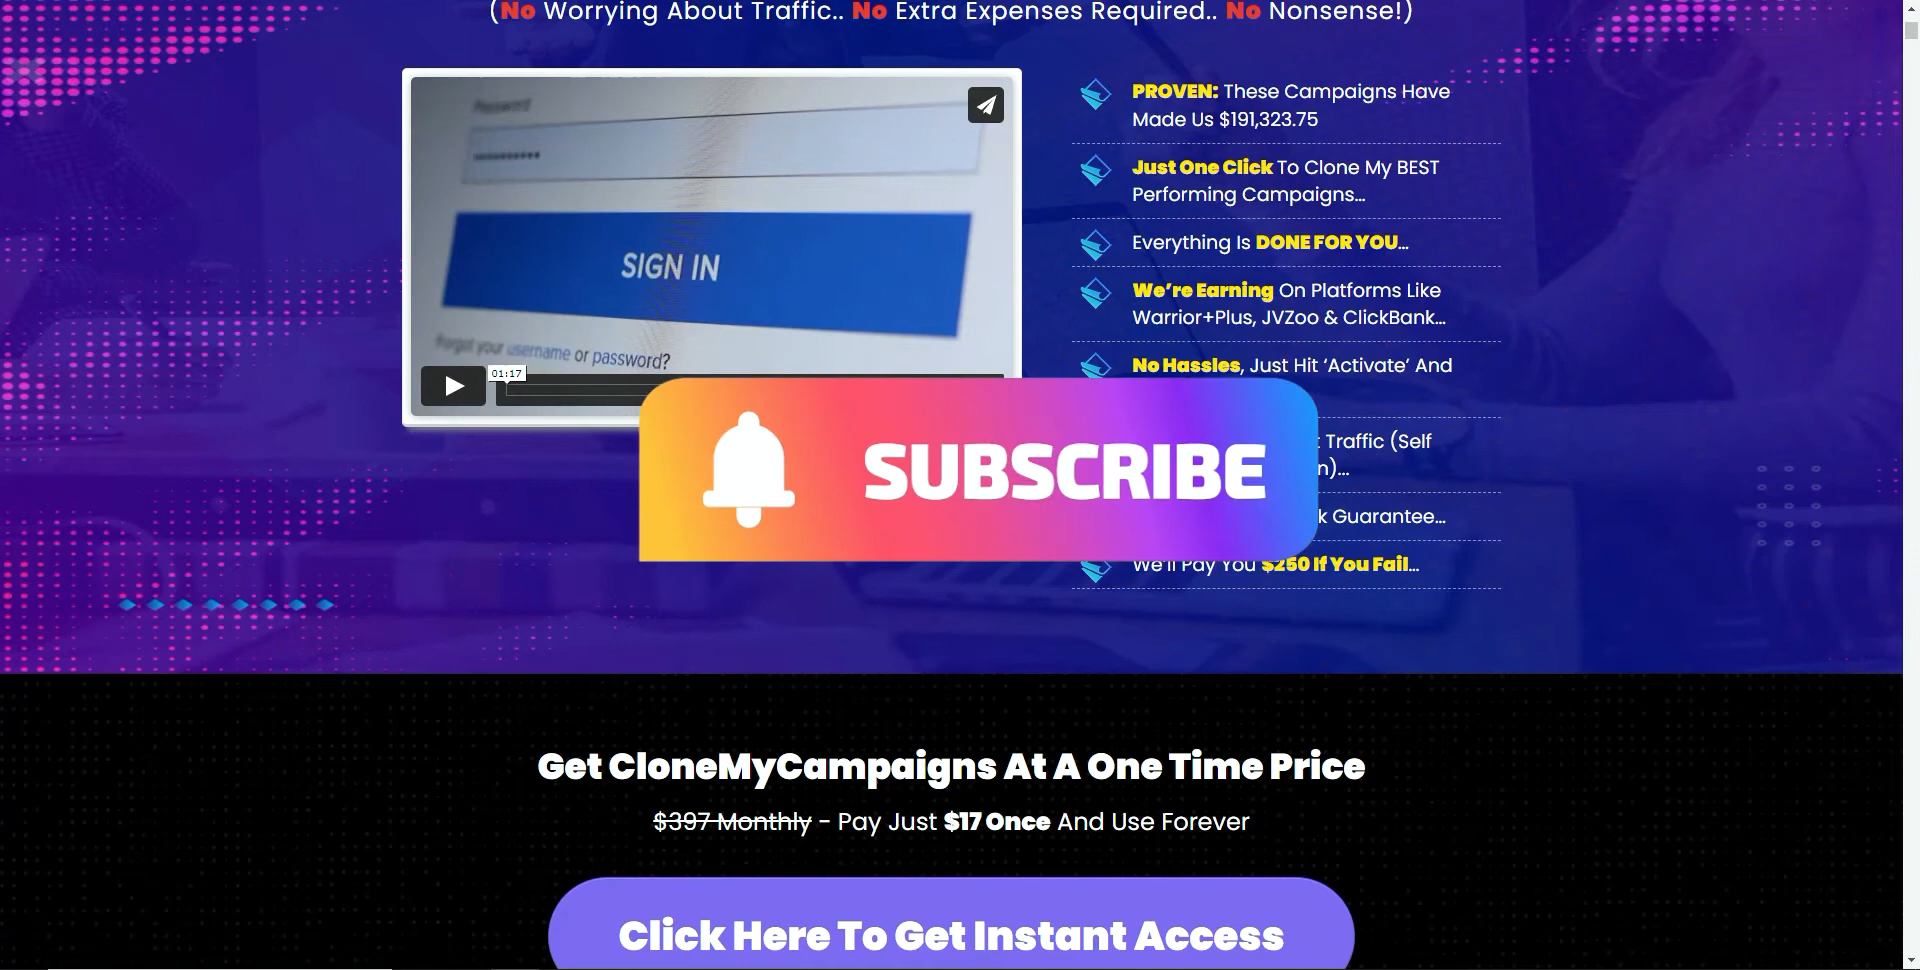 (No Worrying About Traffic.. No Extra Expenses Required.. No Nonsense!)
Password
SIGN IN
Forgot your username or password?
01:17
PROVEN: These Campaigns Have
Made Us $191,323.75
Just One Click To Clone My BEST
Performing Campaigns...
Everything Is DONE FOR YOU...
We're Earning On Platforms Like
Warrior+Plus, JVZoo & ClickBank...
No Hassles, Just Hit 'Activate' And
Traffic (Self
Guarantee...
We'll Pay You $250 If You Fail...
SUBSCRIBE
Get CloneMyCampaigns At A One Time Price
$397 Monthly - Pay Just $17 Once And Use Forever
Click Here To Get Instant Access